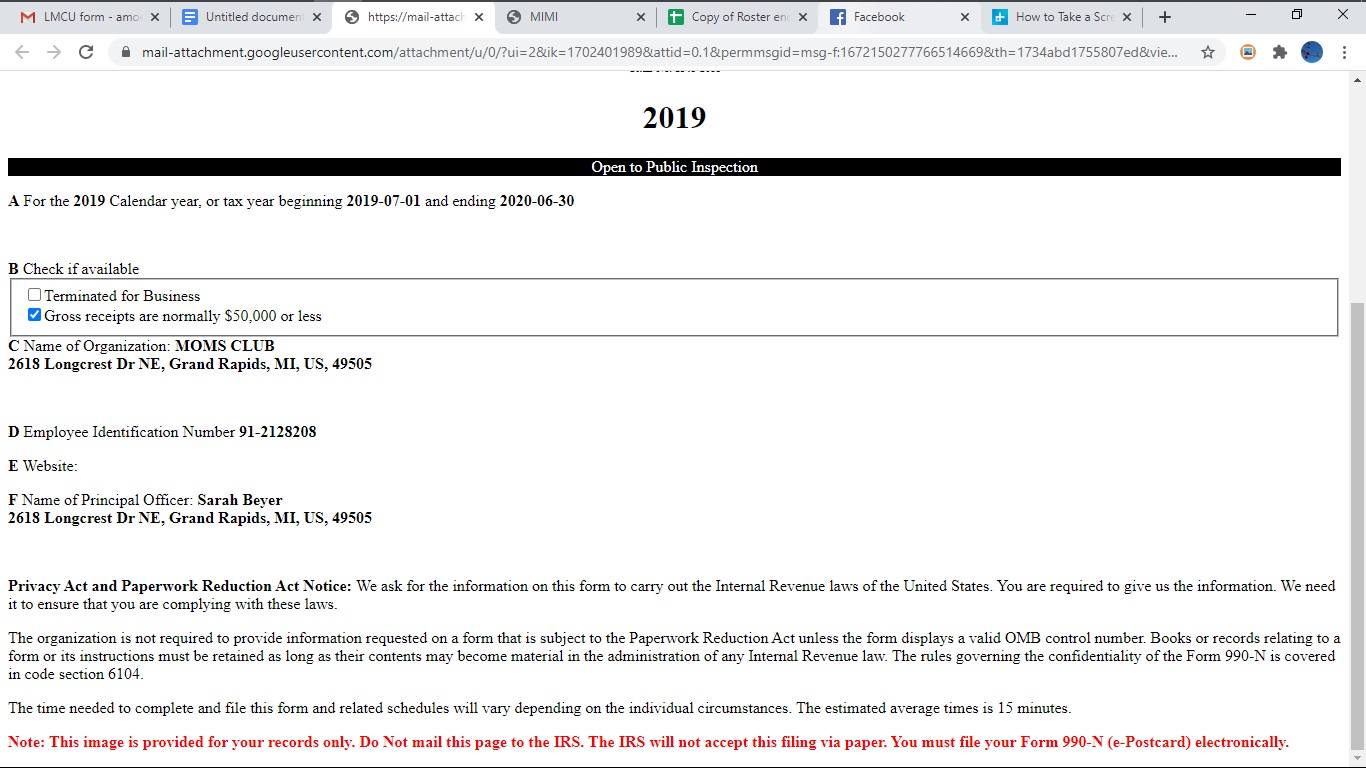 LMCU form - amo
Untitled documen
https://mail-attach
MIMI
Copy of Roster en
Facebook
How to Take a Scre
mail-attachment.googleusercontent.com/attachment/u/0/?ui=2&ik=1702401989&attid=0.1&permmsgid=msg-f:1672150277766514669&th=1734abd1755807ed&vie...
2019
Open to Public Inspection
A For the 2019 Calendar year, or tax year beginning 2019-07-01 and ending 2020-06-30
B Check if available
Terminated for Business
Gross receipts are normally $50,000 or less
C Name of Organization: MOMS CLUB
2618 Longcrest Dr NE, Grand Rapids, MI, US, 49505
D Employee Identification Number 91-2128208
E Website:
F Name of Principal Officer: Sarah Beyer
2618 Longcrest Dr NE, Grand Rapids, MI, US, 49505
Privacy Act and Paperwork Reduction Act Notice: We ask for the information on this form to carry out the Internal Revenue laws of the United States. You are required to give us the information. We need
it to ensure that you are complying with these laws.
The organization is not required to provide information requested on a form that is subject to the Paperwork Reduction Act unless the form displays a valid OMB control number. Books or records relating to a
form or its instructions must be retained as long as their contents may become material in the administration of any Internal Revenue law. The rules governing the confidentiality of the Form 990-N is covered
in code section 6104.
The time needed to complete and file this form and related schedules will vary depending on the individual circumstances. The estimated average times is 15 minutes.
Note: This image is provided for your records only. Do Not mail this page to the IRS. The IRS will not accept this filing via paper. You must file your Form 990-N (e-Postcard) electronically.